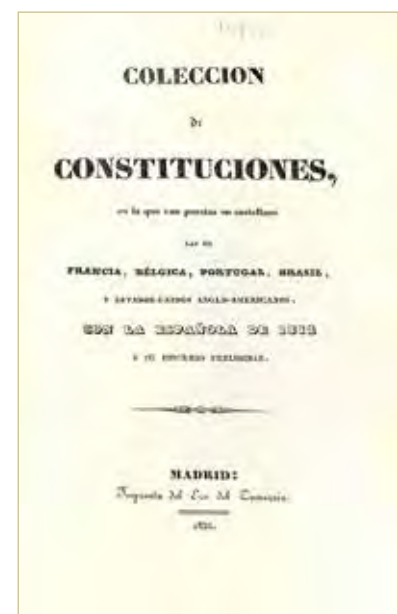 COLECCION
de
CONSTITUCIONES,
en la que van puestas en castellano
LAS DE
FRANCIA, BÉLGICA, PORTUGAL, BRASIL,
Y ESTADOS-UNIDOS ANGLO-AMERICANOS,
CON LA ESPAÑOLA DE 1812
Y SU DISCURSO PRELIMINAR.
MADRID:
Imprenta del Eco del Comercio.